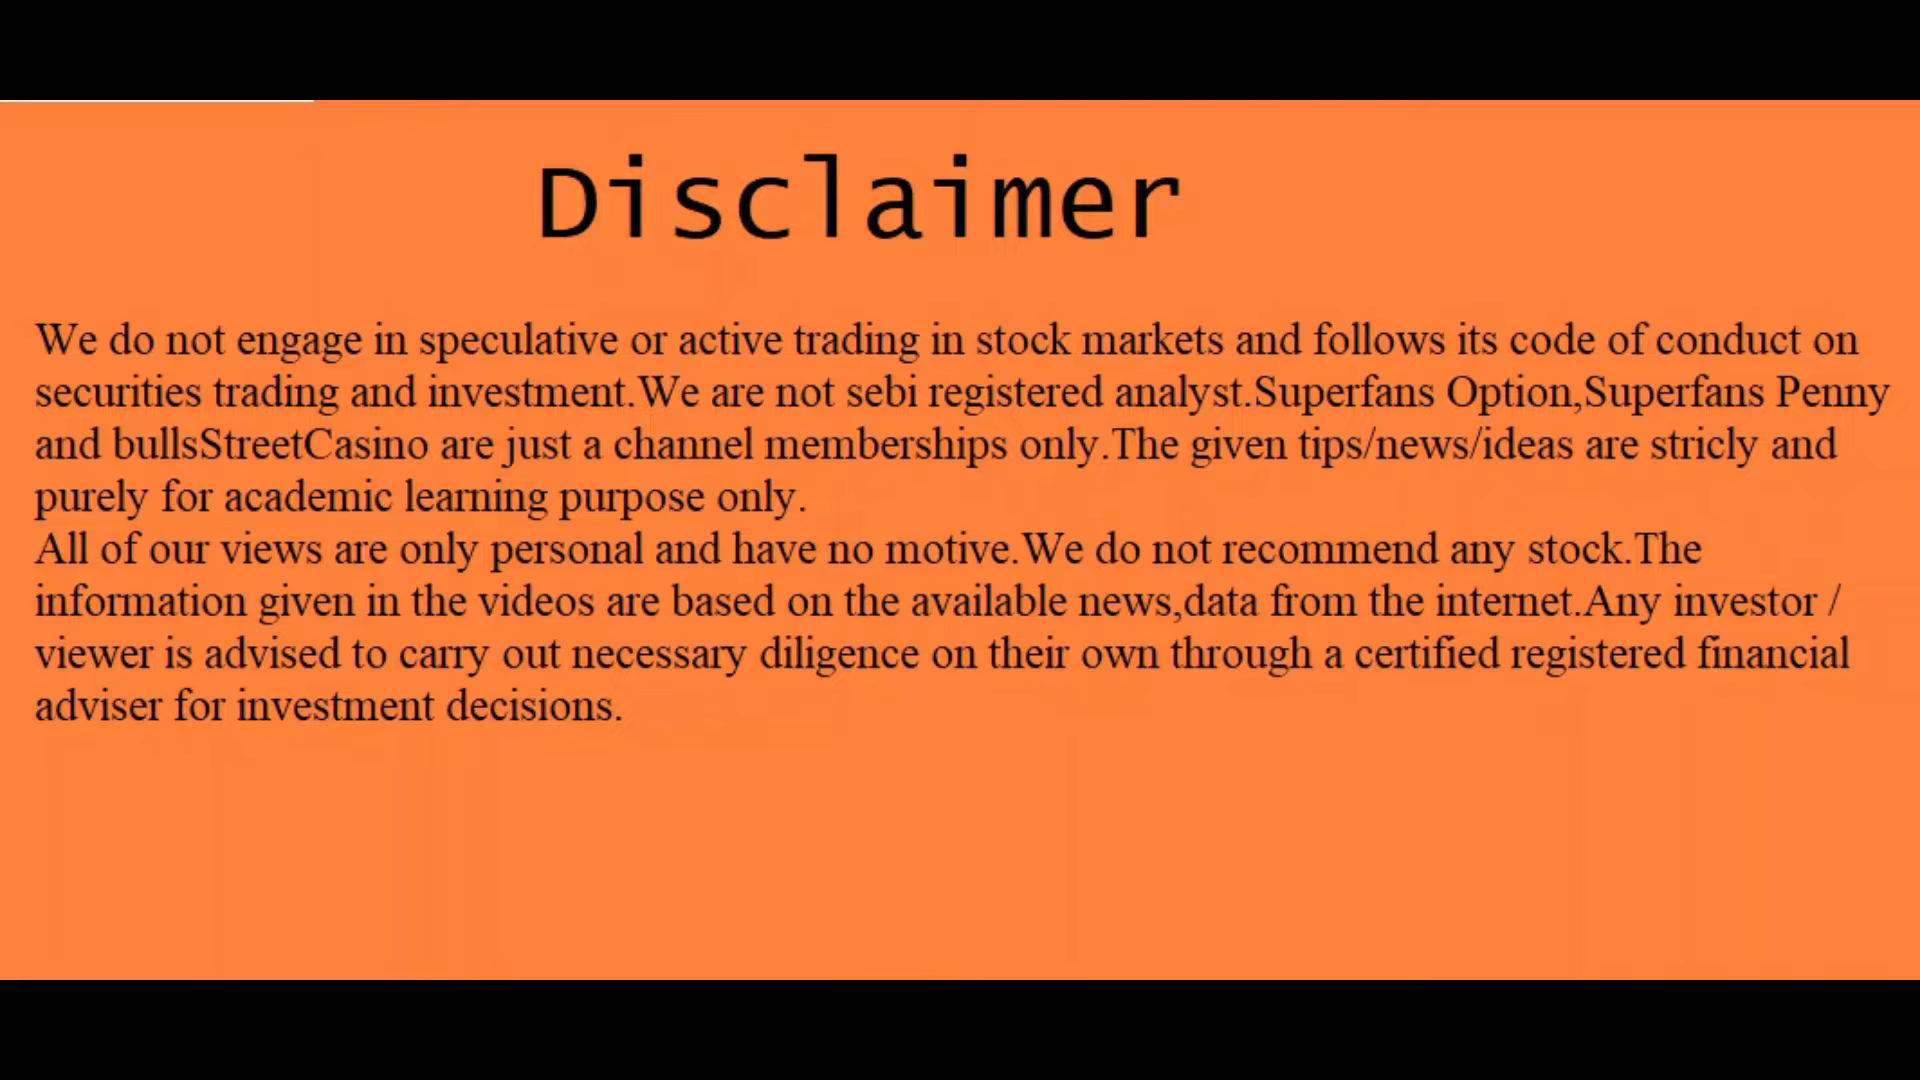 Disclaimer
We do not engage in speculative or active trading in stock markets and follows its code of conduct on
securities trading and investment.We are not sebi registered analyst.Superfans Option,Superfans Penny
and bullsStreetCasino are just a channel memberships only.The given tips/news/ideas are stricly and
purely for academic learning purpose only.
All of our views are only personal and have no motive.We do not recommend any stock.The
information given in the videos are based on the available news,data from the internet.Any investor /
viewer is advised to carry out necessary diligence on their own through a certified registered financial
adviser for investment decisions.